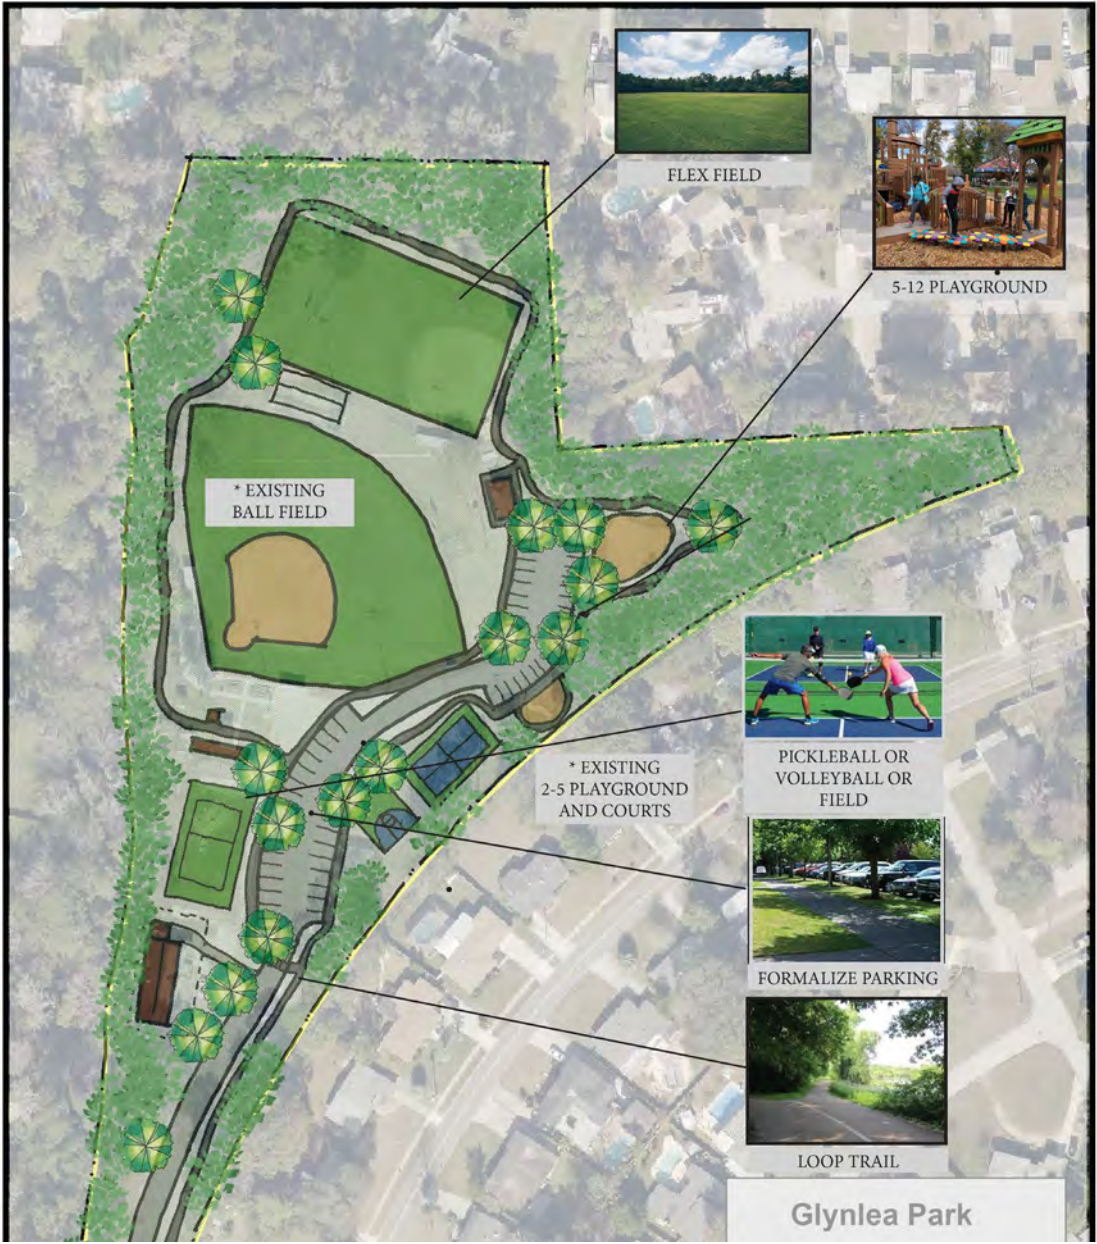 FLEX FIELD
5-12 PLAYGROUND
* EXISTING
BALL FIELD
* EXISTING
2-5 PLAYGROUND
AND COURTS
PICKLEBALL OR
VOLLEYBALL OR
FIELD
FORMALIZE PARKING
LOOP TRAIL
Glynlea Park